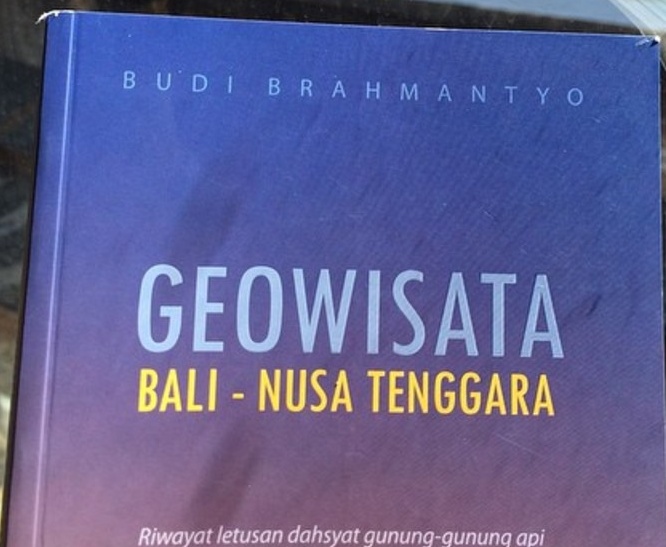 BUDI BRAHMANTYO
GEOWISATA
BALI - NUSA TENGGARA
Riwayat letusan dahsyat gunung-gunung api